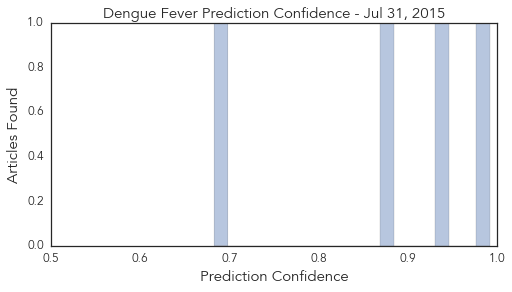 Dengue Fever Prediction Confidence - Jul 31, 2015
1.0
0.8
0.6
0.4
0.2
0.0
Articles Found
0.5 0.6 0.7 0.8 0.9 1.0
Prediction Confidence